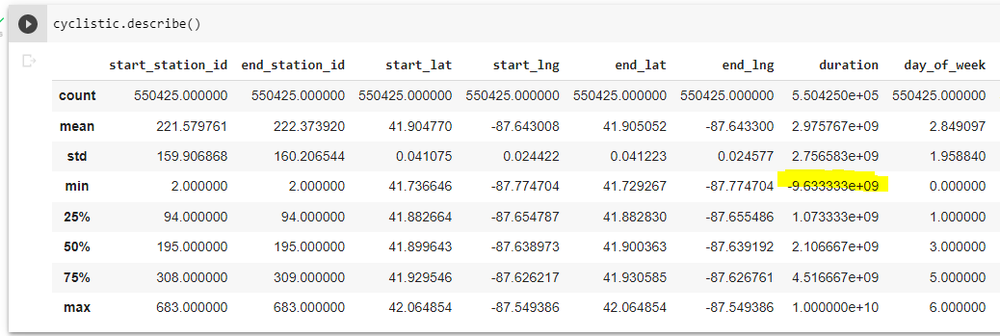 cyclistic.describe()
start_station_id end_station_id start_lat start_lng end_lat end_lng duration day_of_week
count 550425.000000 550425.000000 550425.000000 550425.000000 550425.000000 550425.000000 5.504250e+05 550425.000000
mean 221.579761 222.373920 41.904770 -87.643008 41.905052 -87.643300 2.975767e+09 2.849097
std 159.906868 160.206544 0.041075 0.024422 0.041223 0.024577 2.756583e+09 1.958840
min 2.000000 2.000000 41.736646 -87.774704 41.729267 -87.774704 -9.633333e+09 0.000000
25% 94.000000 94.000000 41.882664 -87.654787 41.882830 -87.655486 1.073333e+09 1.000000
50% 195.000000 195.000000 41.899643 -87.638973 41.900363 -87.639192 2.106667e+09 3.000000
75% 308.000000 309.000000 41.929546 -87.626217 41.930585 -87.626761 4.516667e+09 5.000000
max 683.000000 683.000000 42.064854 -87.549386 42.064854 -87.549386 1.000000e+10 6.000000